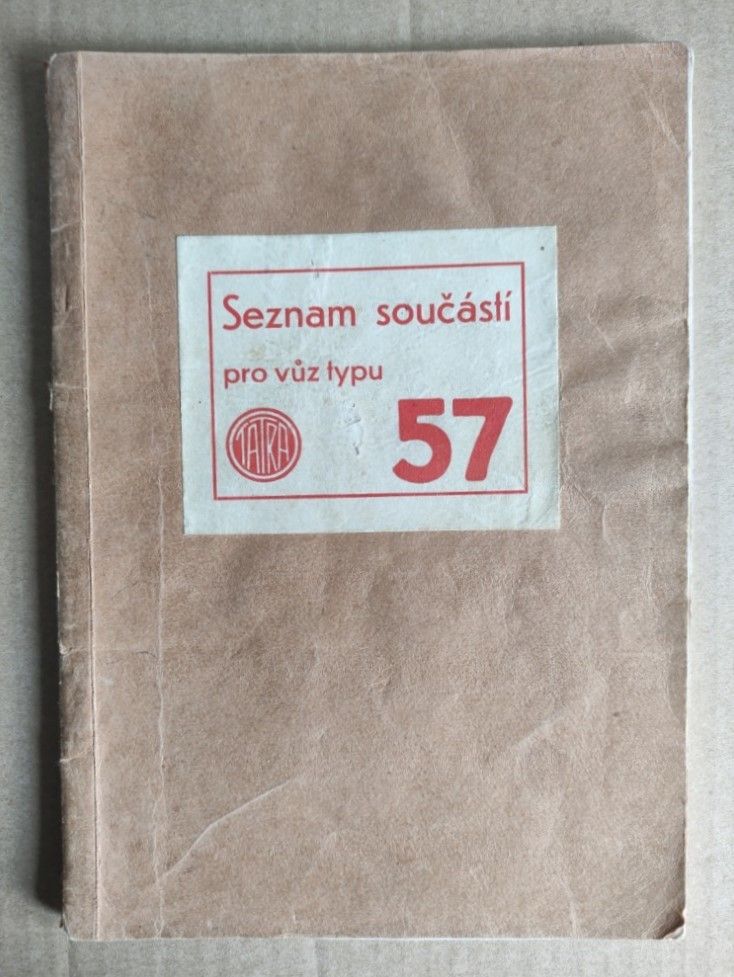 Seznam součástí
pro vůz typu
TATRA
57